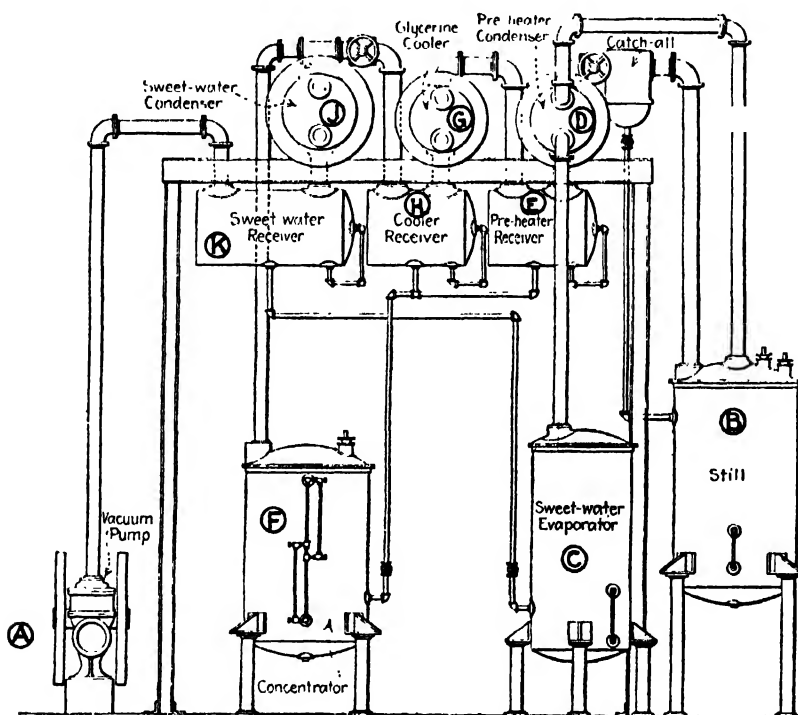 Glycerine
Cooler
Pre-heater
Condenser
Catch-all
Sweet-water
Condenser
J
G
D
Sweet water
Receiver
K
H
Cooler
Receiver
E
Pre-heater
Receiver
B
Still
Vacuum
Pump
F
Sweet-water
Evaporator
C
A
A
Concentrator